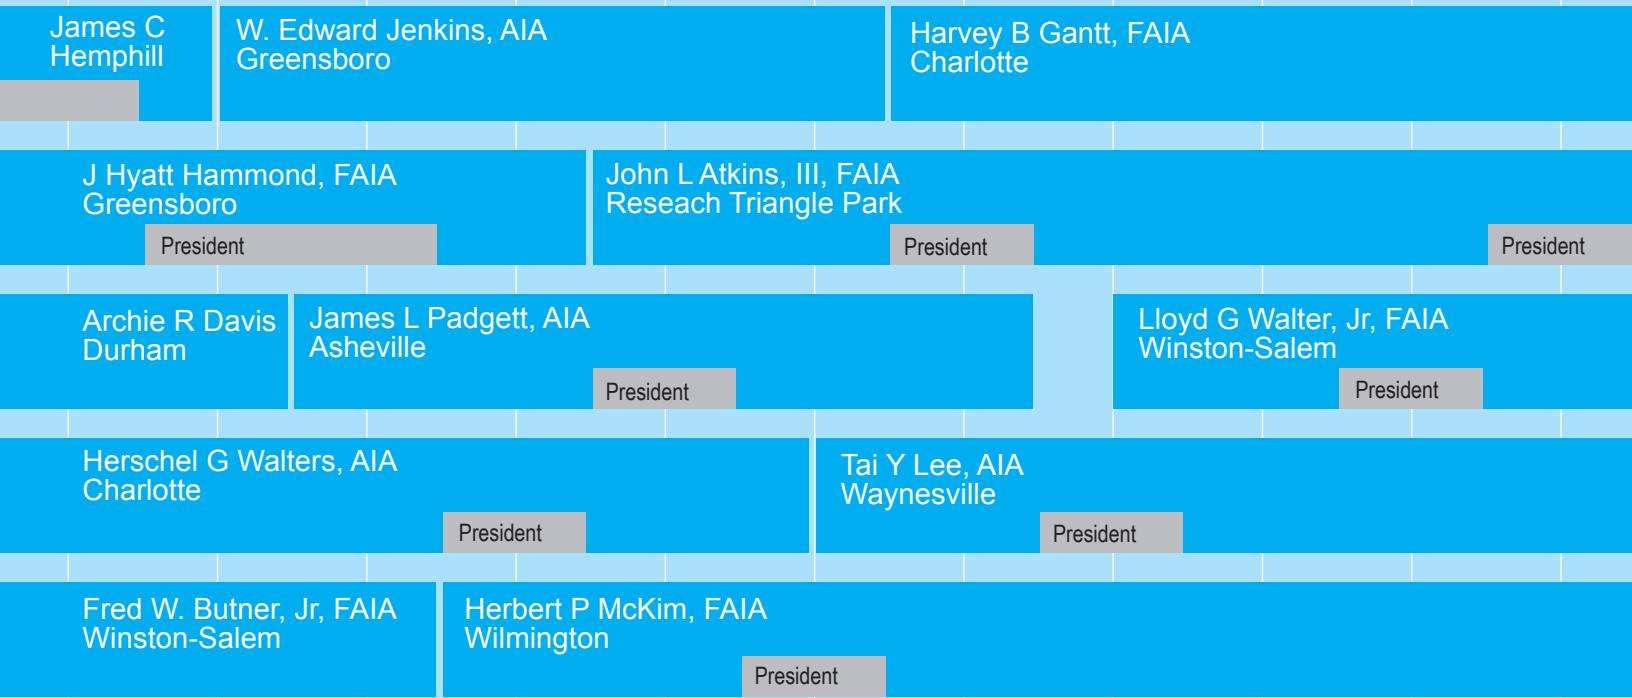 James C
Hemphill
W. Edward Jenkins, AIA
Greensboro
Harvey B Gantt, FAIA
Charlotte
J Hyatt Hammond, FAIA
Greensboro
President
John L Atkins, III, FAIA
Reseach Triangle Park
President
President
Archie R Davis
Durham
James L Padgett, AIA
Asheville
President
Lloyd G Walter, Jr, FAIA
Winston-Salem
President
Herschel G Walters, AIA
Charlotte
President
Tai Y Lee, AIA
Waynesville
President
Fred W. Butner, Jr, FAIA
Winston-Salem
Herbert P McKim, FAIA
Wilmington
President